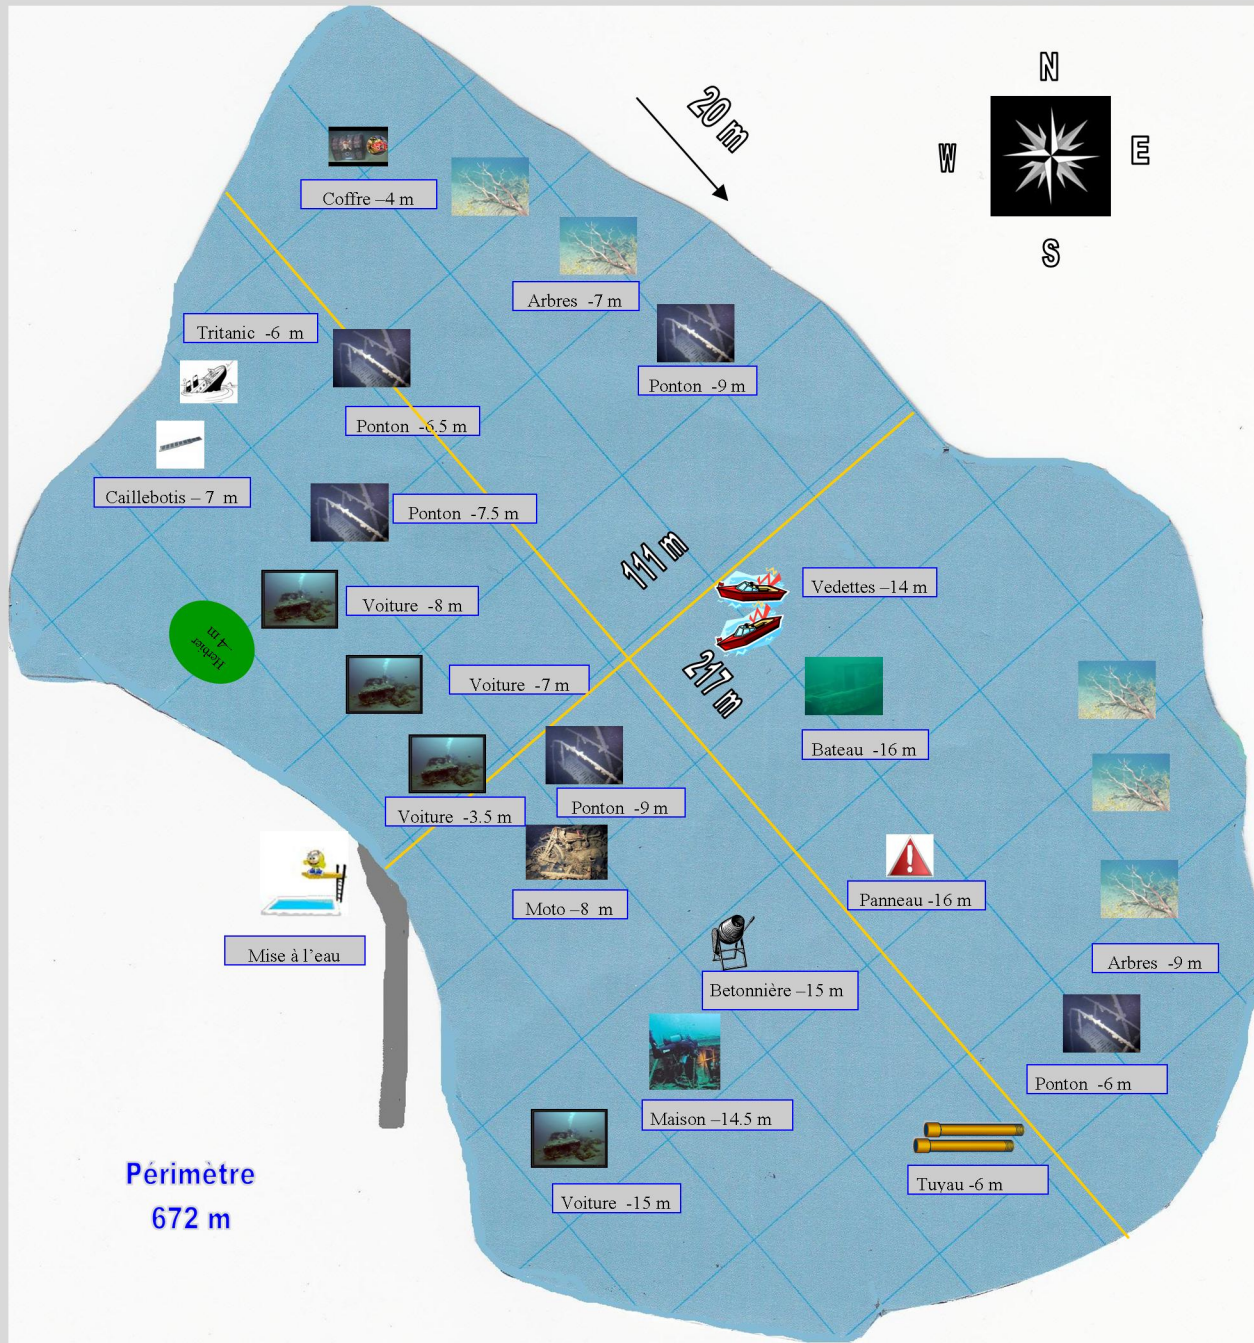 N
20 m
W
E
Coffre –4 m
S
Arbres -7 m
Tritanic -6 m
Ponton -9 m
Ponton -6.5 m
Caillebotis – 7 m
Ponton -7.5 m
111 m
Vedettes –14 m
Voiture -8 m
Herbier
–4 m
Voiture -7 m
217 m
Bateau -16 m
Voiture -3.5 m
Ponton -9 m
Moto –8 m
Panneau -16 m
Mise à l'eau
Arbres -9 m
Betonnière –15 m
Ponton -6 m
Maison –14.5 m
Périmètre
672 m
Tuyau -6 m
Voiture -15 m